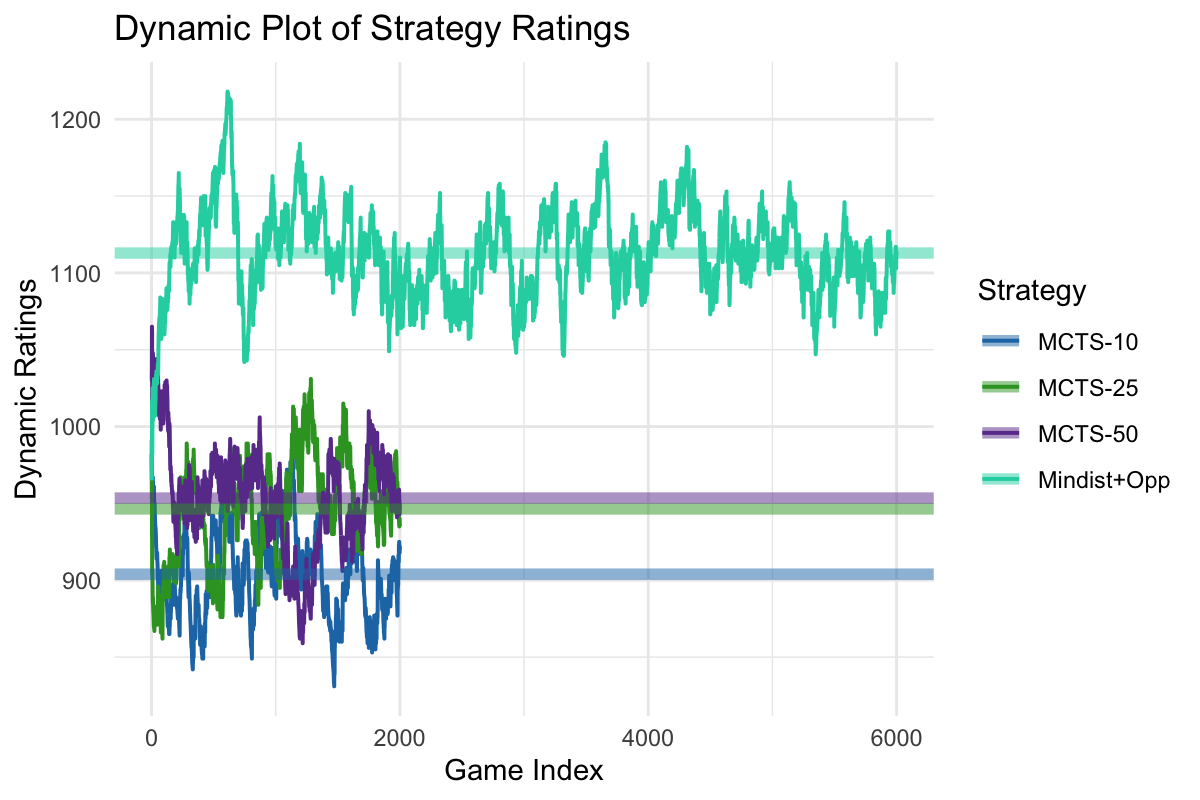 Dynamic Plot of Strategy Ratings
Dynamic Ratings
1200
1100
1000
900
0
2000
4000
6000
Game Index
Strategy
MCTS-10
MCTS-25
MCTS-50
Mindist+Opp